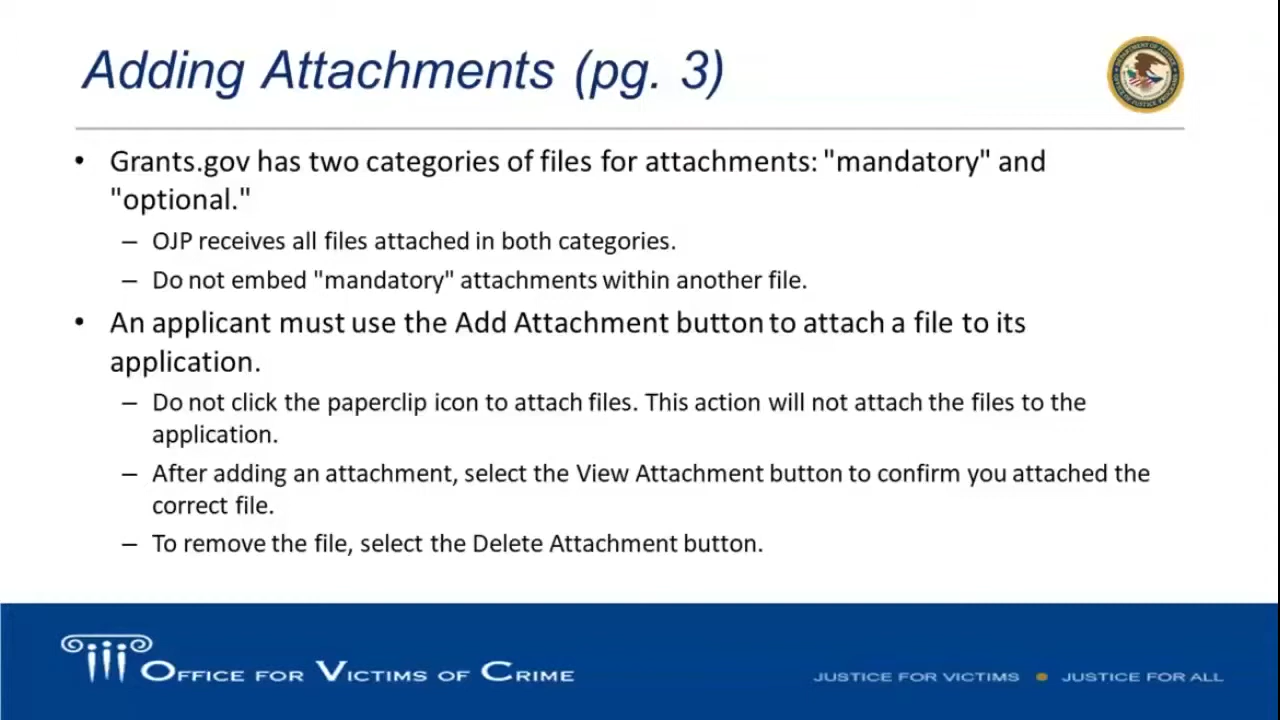 Adding Attachments (pg. 3)
• Grants.gov has two categories of files for attachments: "mandatory" and
"optional."
– OJP receives all files attached in both categories.
– Do not embed "mandatory" attachments within another file.
• An applicant must use the Add Attachment button to attach a file to its
application.
– Do not click the paperclip icon to attach files. This action will not attach the files to the
application.
– After adding an attachment, select the View Attachment button to confirm you attached the
correct file.
– To remove the file, select the Delete Attachment button.
OFFICE FOR VICTIMS OF CRIME
JUSTICE FOR VICTIMS • JUSTICE FOR ALL